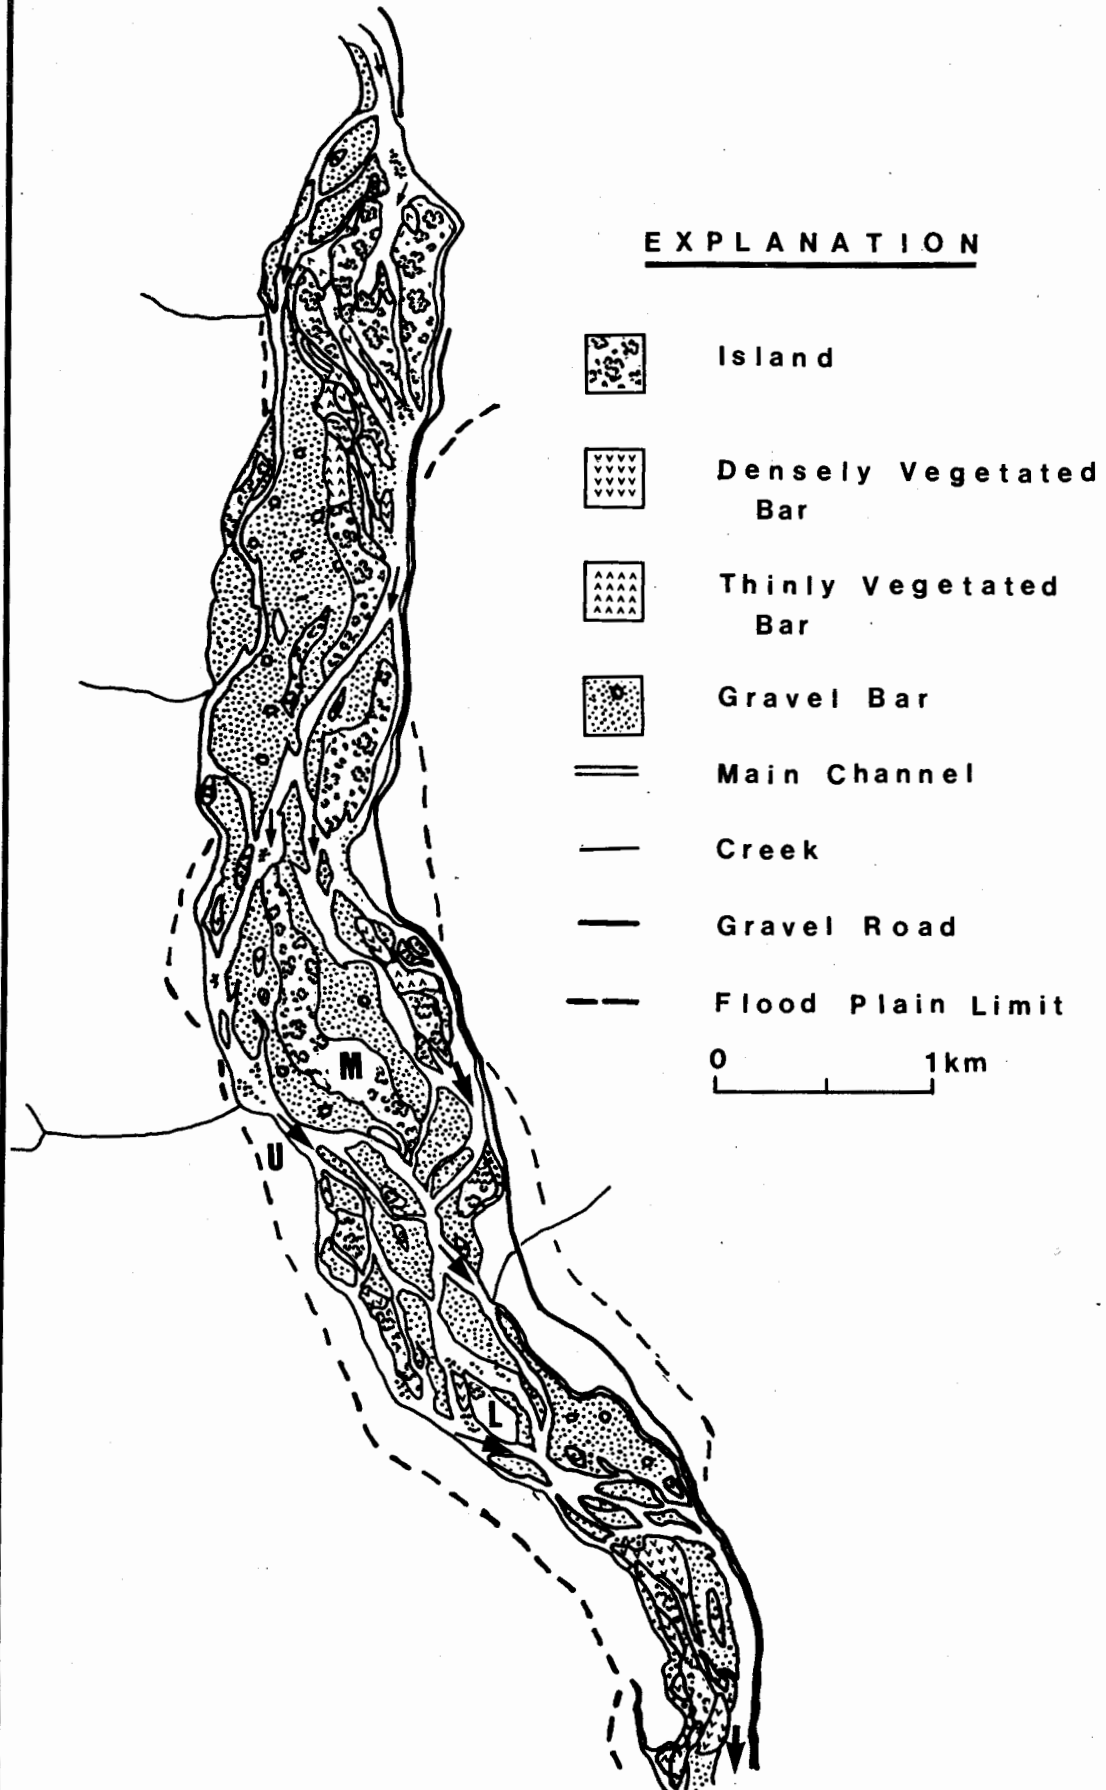 EXPLANATION
Island
Densely Vegetated
Bar
Thinly Vegetated
Bar
Gravel Bar
Main Channel
Creek
Gravel Road
Flood Plain Limit
0 1km
M
U
L